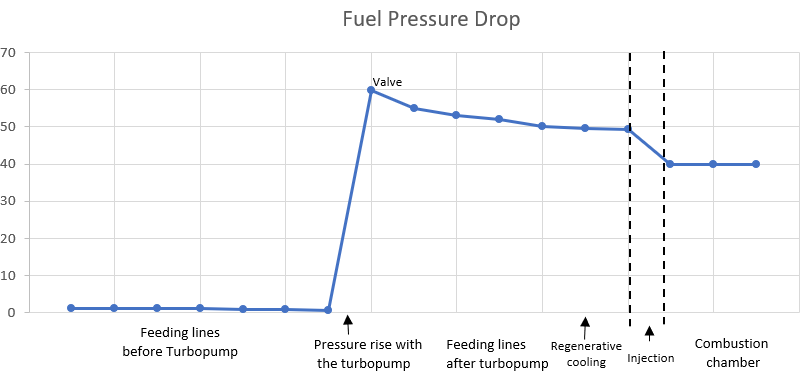 Fuel Pressure Drop
70
60
50
40
30
20
10
0
Valve
Feeding lines
before Turbopump
Pressure rise with
the turbopump
Feeding lines
after turbopump
Regenerative
cooling
Injection
Combustion
chamber